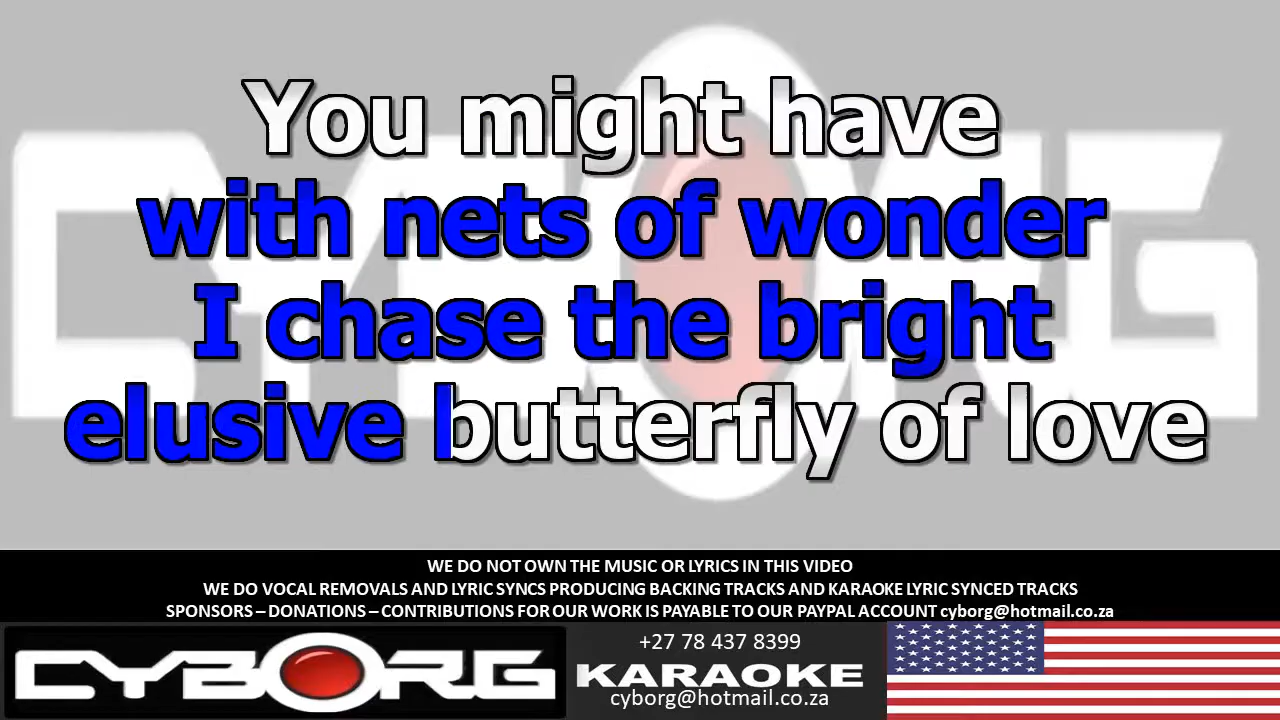 You might have
with nets of wonder
I chase the bright
elusive butterfly of love
WE DO NOT OWN THE MUSIC OR LYRICS IN THIS VIDEO
WE DO VOCAL REMOVALS AND LYRIC SYNCS PRODUCING BACKING TRACKS AND KARAOKE LYRIC SYNCED TRACKS
SPONSORS – DONATIONS – CONTRIBUTIONS FOR OUR WORK IS PAYABLE TO OUR PAYPAL ACCOUNT cyborg@hotmail.co.za
CYBORG
+27 78 437 8399
KARAOKE
cyborg@hotmail.co.za